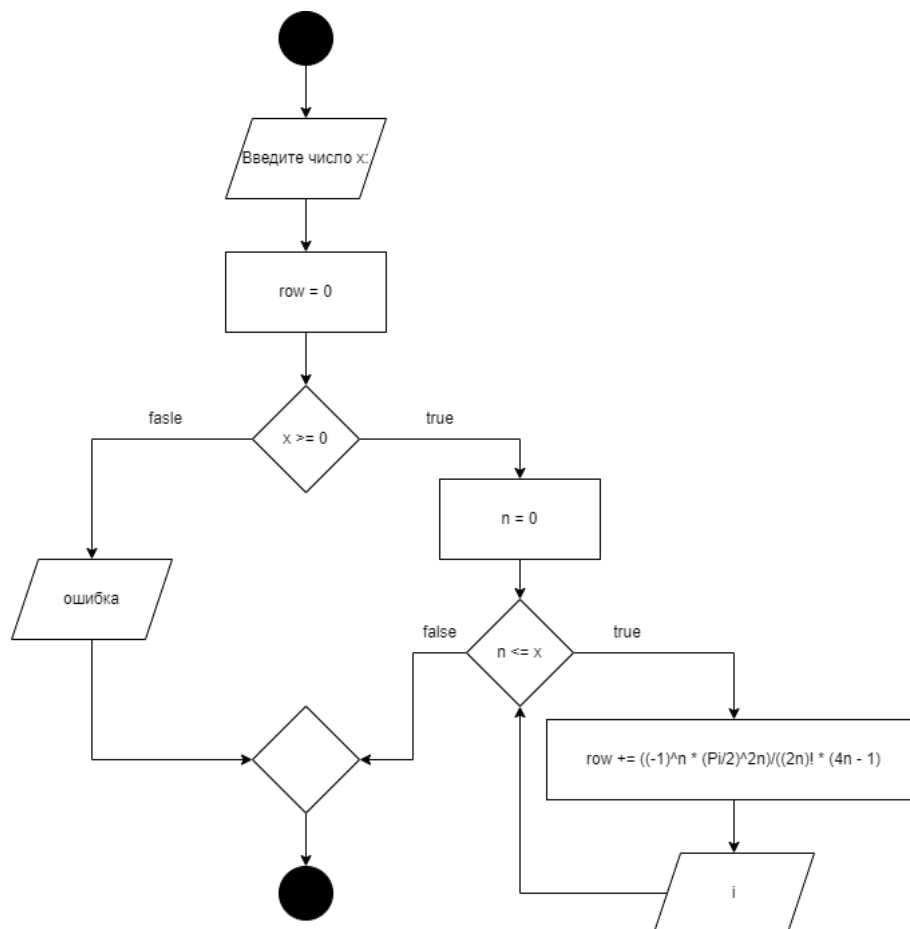 Введите число x:
row = 0
x >= 0
fasle
true
n = 0
ошибка
n <= x
false
true
row += ((-1)^n * (Pi/2)^2n)/((2n)! * (4n - 1)
i